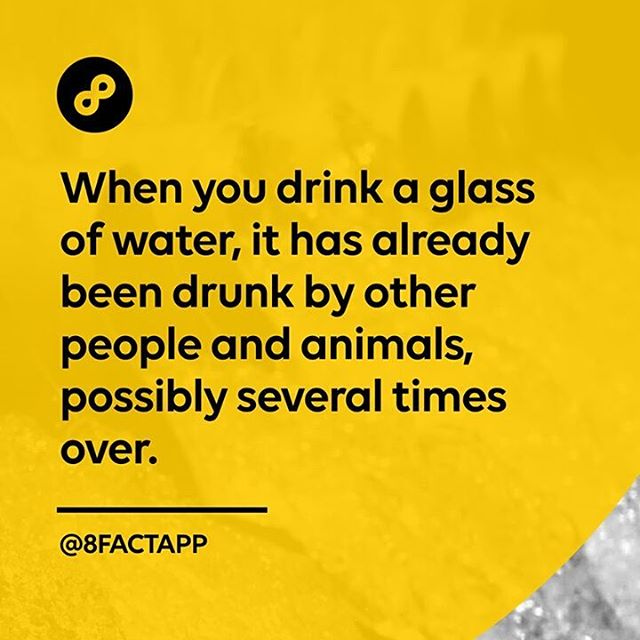 When you drink a glass
of water, it has already
been drunk by other
people and animals,
possibly several times
over.
@8FACTAPP